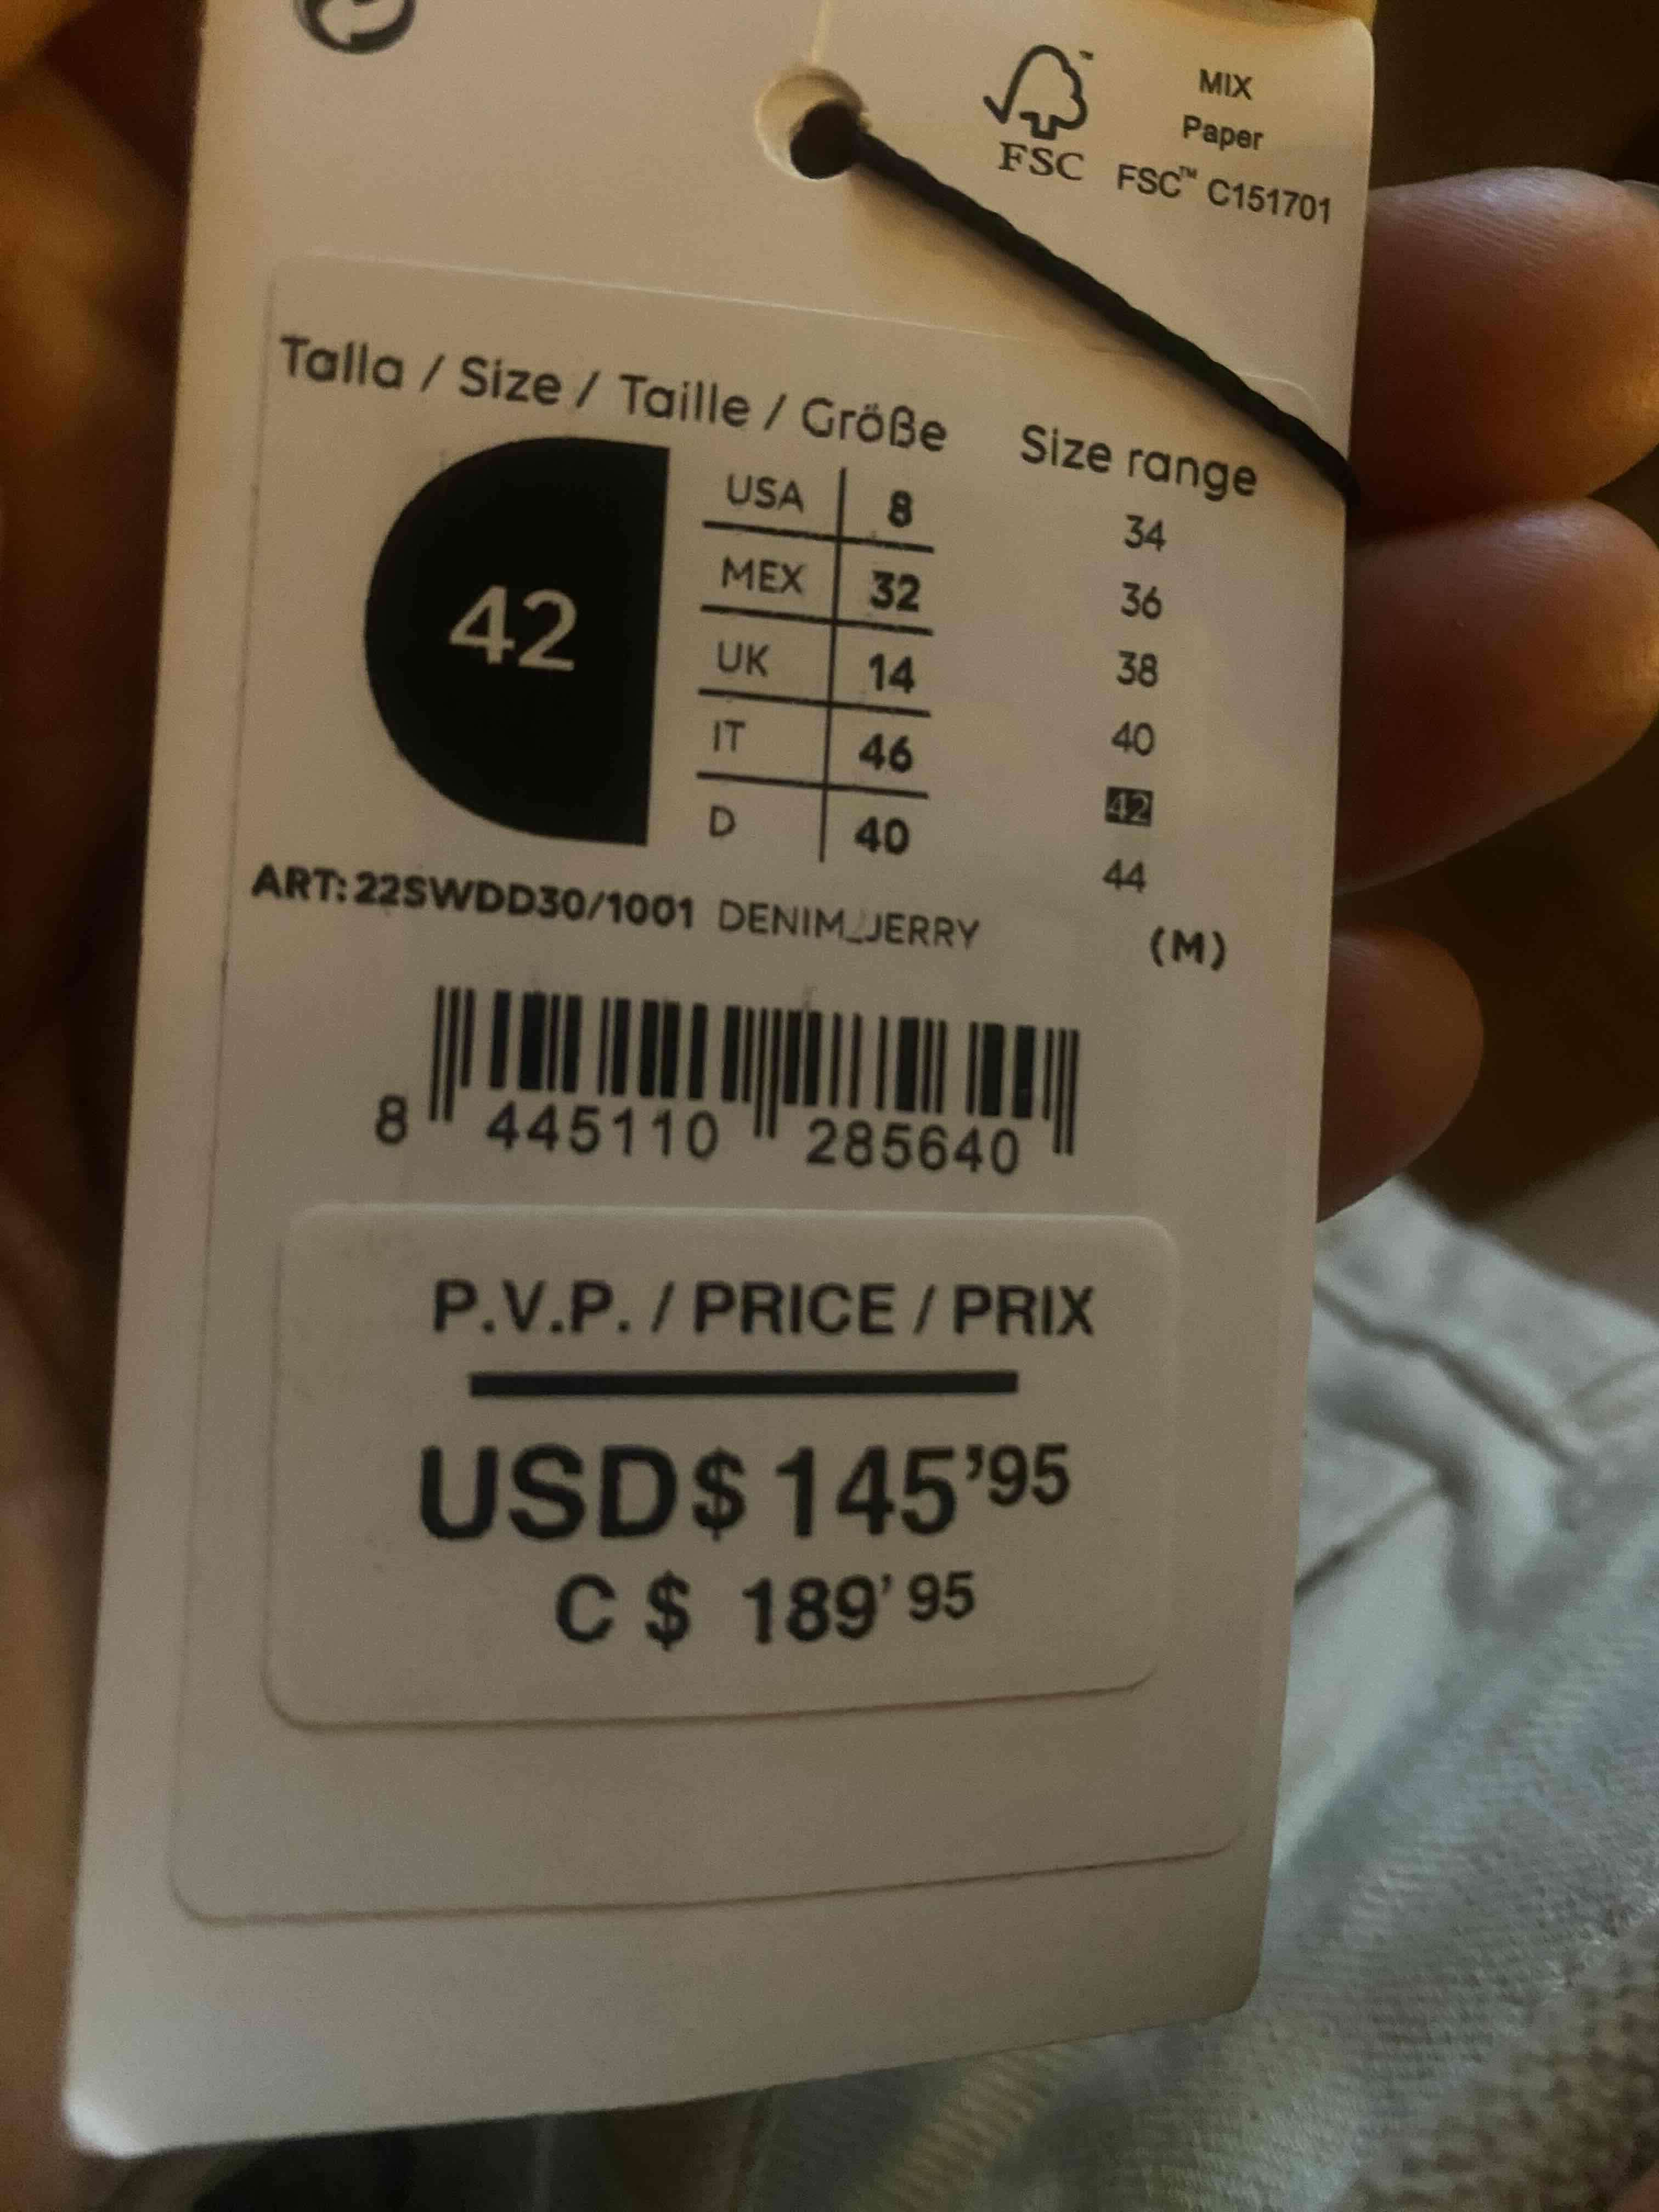 MIX
Paper
FSC™ C151701
FSC
Talla / Size / Taille / Größe
Size range
42
USA 8
MEX 32
UK 14
IT 46
D 40
34
36
38
40
42
44
(M)
ART: 22SWDD30/1001 DENIM_JERRY
8 445110 285640
P.V.P. / PRICE / PRIX
USD$ 145'95
C $ 189'95